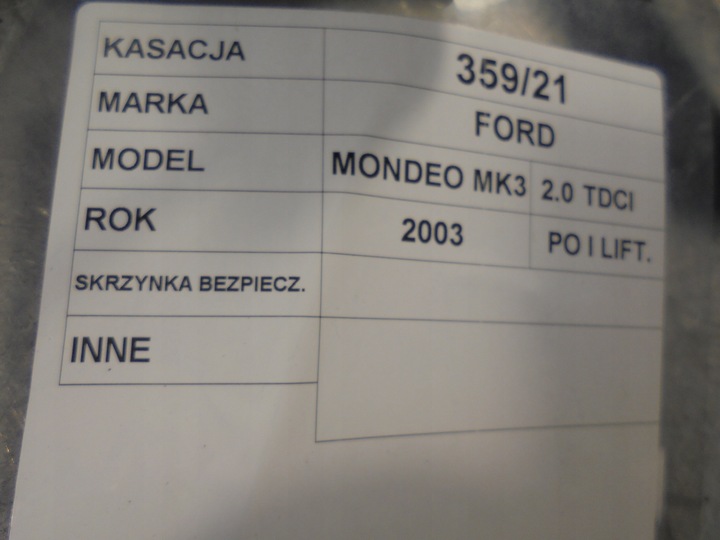 KASACJA 359/21
MARKA FORD
MODEL MONDEO MK3 2.0 TDCI
ROK 2003 PO I LIFT.
SKRZYNKA BEZPIECZ.
INNE